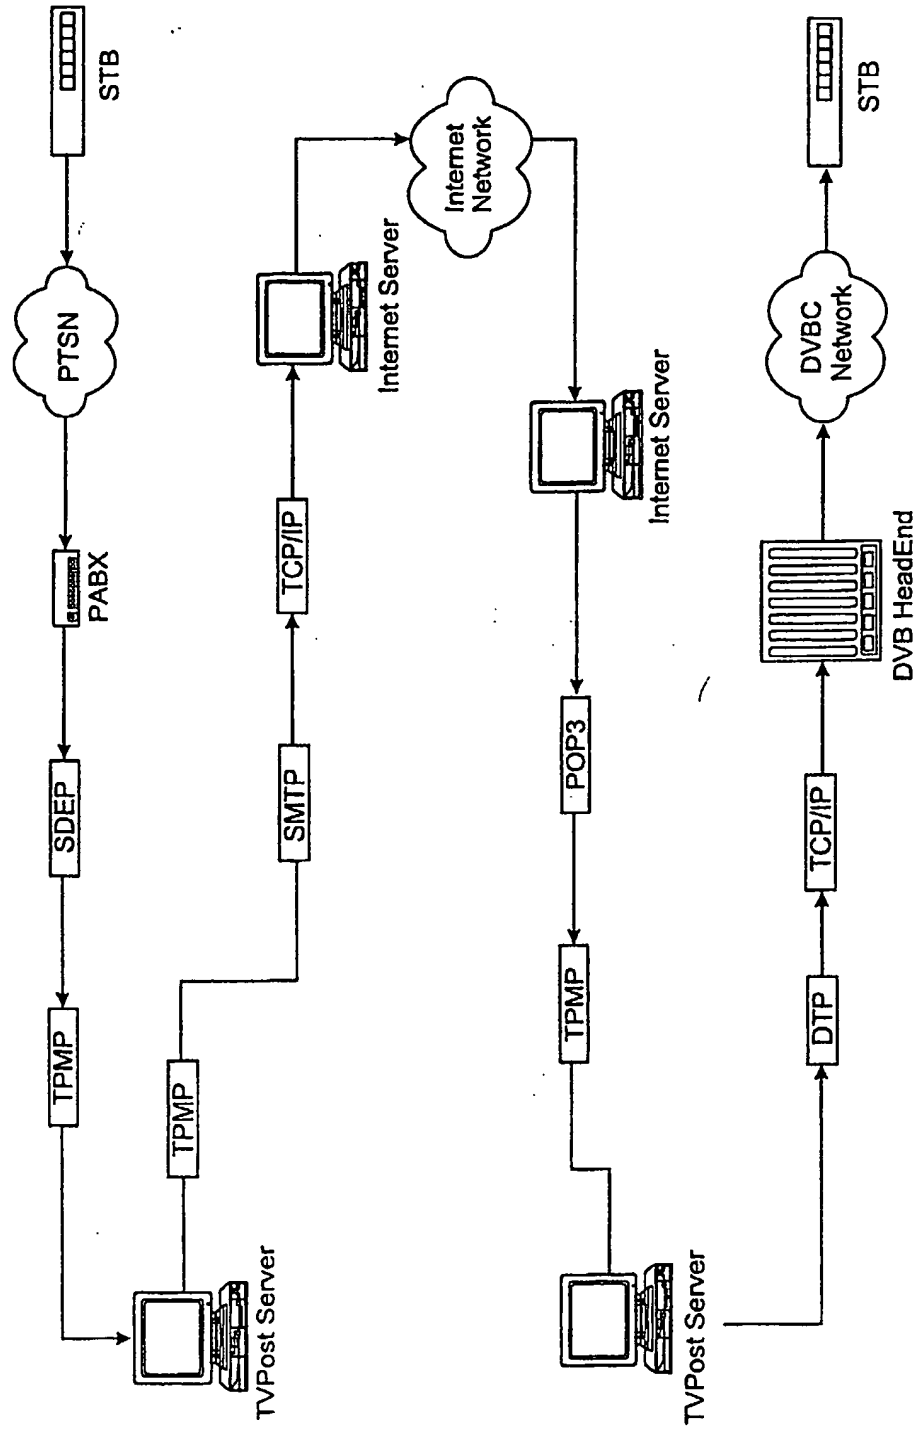 TPMP
SDEP
PABX
PTSN
STB
TVPost Server
TPMP
SMTP
TCP/IP
Internet Server
Internet
Network
TPMP
POP3
Internet Server
TVPost Server
DTP
TCP/IP
DVB HeadEnd
DVBC
Network
STB